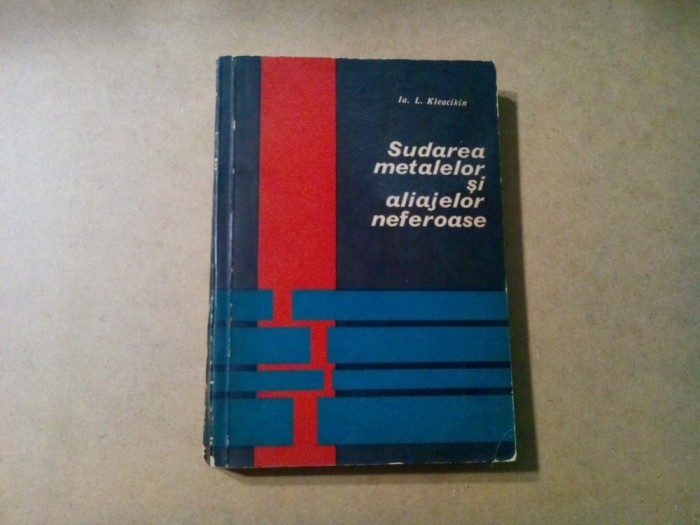 Ia. L. Kleacikin
Sudarea
metalelor
și
aliajelor
neferoase